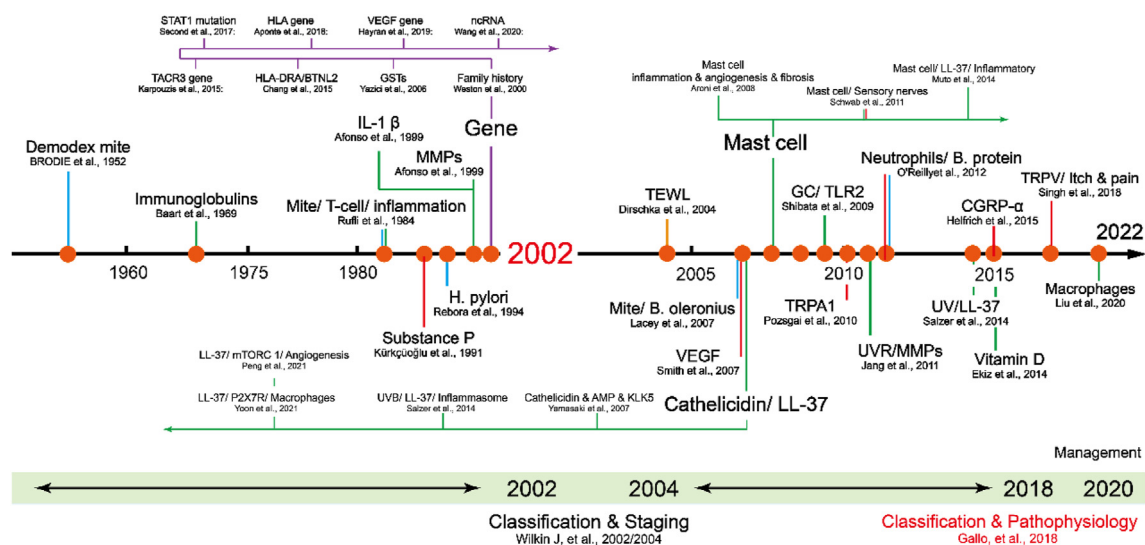 STAT1 mutation
Second et al., 2017:
HLA gene
Aponte et al., 2018:
VEGF gene
Hayran et al., 2019:
ncRNA
Wang et al., 2020:
TACR3 gene
Karpouzis et al., 2015:
HLA-DRA/BTNL2
Chang et al., 2015
GSTs
Yazici et al., 2006
Family history
Weston et al., 2000
Gene
IL-1 β
Afonso et al., 1999
MMPs
Afonso et al., 1999
Demodex mite
BRODIE et al., 1952
Immunoglobulins
Baart et al., 1969
Mite/ T-cell/ inflammation
Rufli et al., 1984
Mast cell
inflammation & angiogenesis & fibrosis
Aroni et al., 2008
Mast cell/ Sensory nerves
Schwab et al., 2011
Mast cell/ LL-37/ Inflammatory
Muto et al., 2014
Mast cell
TEWL
Dirschka et al., 2004
GC/ TLR2
Shibata et al., 2009
Neutrophils/ B. protein
O'Reillyet al., 2012
CGRP-α
Helfrich et al., 2015
TRPV/ Itch & pain
Singh et al., 2018
1960
1975
1980
2002
2005
2010
2015
2022
H. pylori
Rebora et al., 1994
Substance P
Kürkçüoğlu et al., 1991
Mite/ B. oleronius
Lacey et al., 2007
VEGF
Smith et al., 2007
Cathelicidin/ LL-37
TRPA1
Pozsgai et al., 2010
UVR/MMPs
Jang et al., 2011
UV/LL-37
Salzer et al., 2014
Vitamin D
Ekiz et al., 2014
Macrophages
Liu et al., 2020
LL-37/ mTORC 1/ Angiogenesis
Peng et al., 2021
LL-37/ P2X7R/ Macrophages
Yoon et al., 2021
UVB/ LL-37/ Inflammasome
Salzer et al., 2014
Cathelicidin & AMP & KLK5
Yamasaki et al., 2007
Management
2002
2004
2018
2020
Classification & Staging
Wilkin J, et al., 2002/2004
Classification & Pathophysiology
Gallo, et al., 2018